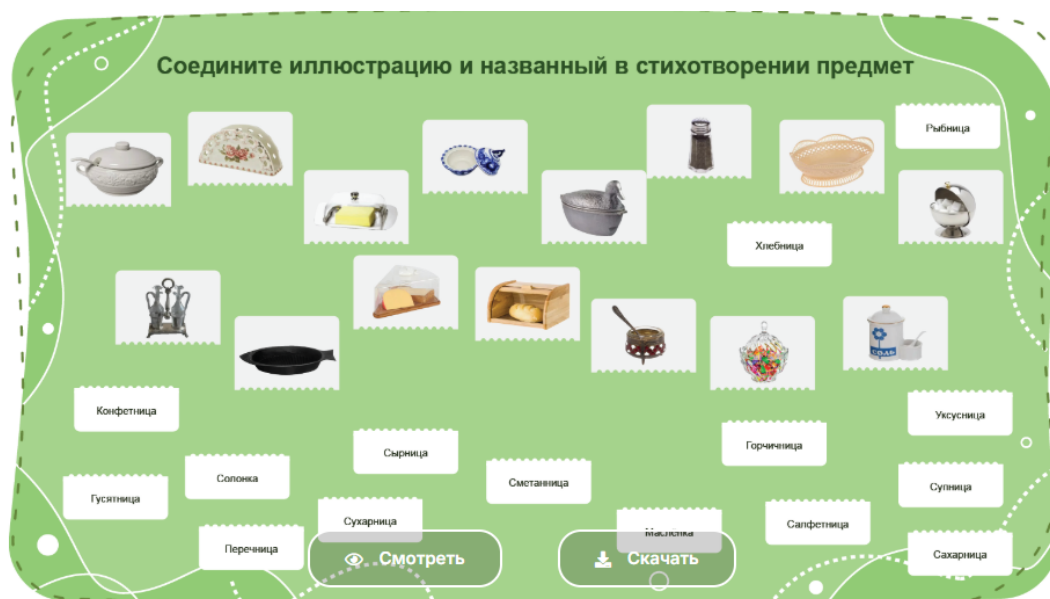 Соедините иллюстрацию и названный в стихотворении предмет
Рыбница
Хлебница
СОЛЬ
Конфетница
Уксусница
Горчичница
Сырница
Солонка
Сметанница
Супница
Гусятница
Сухарница
Салфетница
Масленка
Перечница
Сахарница
Смотреть
Скачать